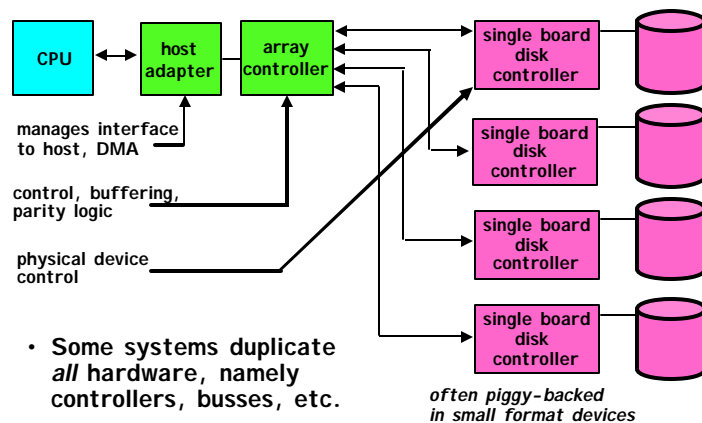 CPU
host
adapter
array
controller
single board
disk
controller
manages interface
to host, DMA
single board
disk
controller
control, buffering,
parity logic
single board
disk
controller
physical device
control
single board
disk
controller
• Some systems duplicate
all hardware, namely
controllers, busses, etc.
often piggy-backed
in small format devices